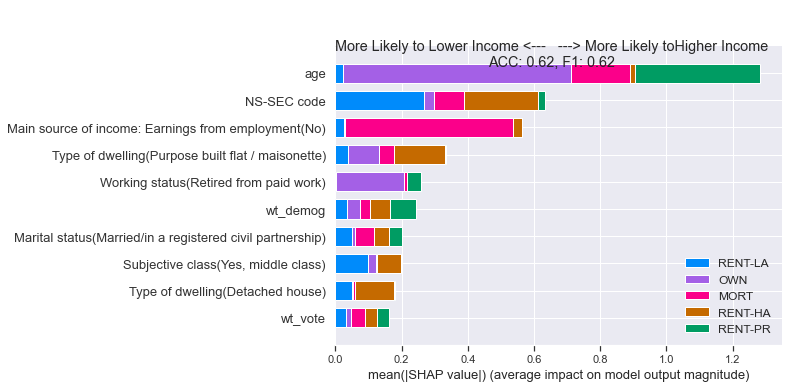 More Likely to Lower Income <---   ---> More Likely toHigher Income
ACC: 0.62, F1: 0.62
age
NS-SEC code
Main source of income: Earnings from employment(No)
Type of dwelling(Purpose built flat / maisonette)
Working status(Retired from paid work)
wt_demog
Marital status(Married/in a registered civil partnership)
Subjective class(Yes, middle class)
Type of dwelling(Detached house)
wt_vote
RENT-LA
OWN
MORT
RENT-HA
RENT-PR
0.0 0.2 0.4 0.6 0.8 1.0 1.2
mean(|SHAP value|) (average impact on model output magnitude)